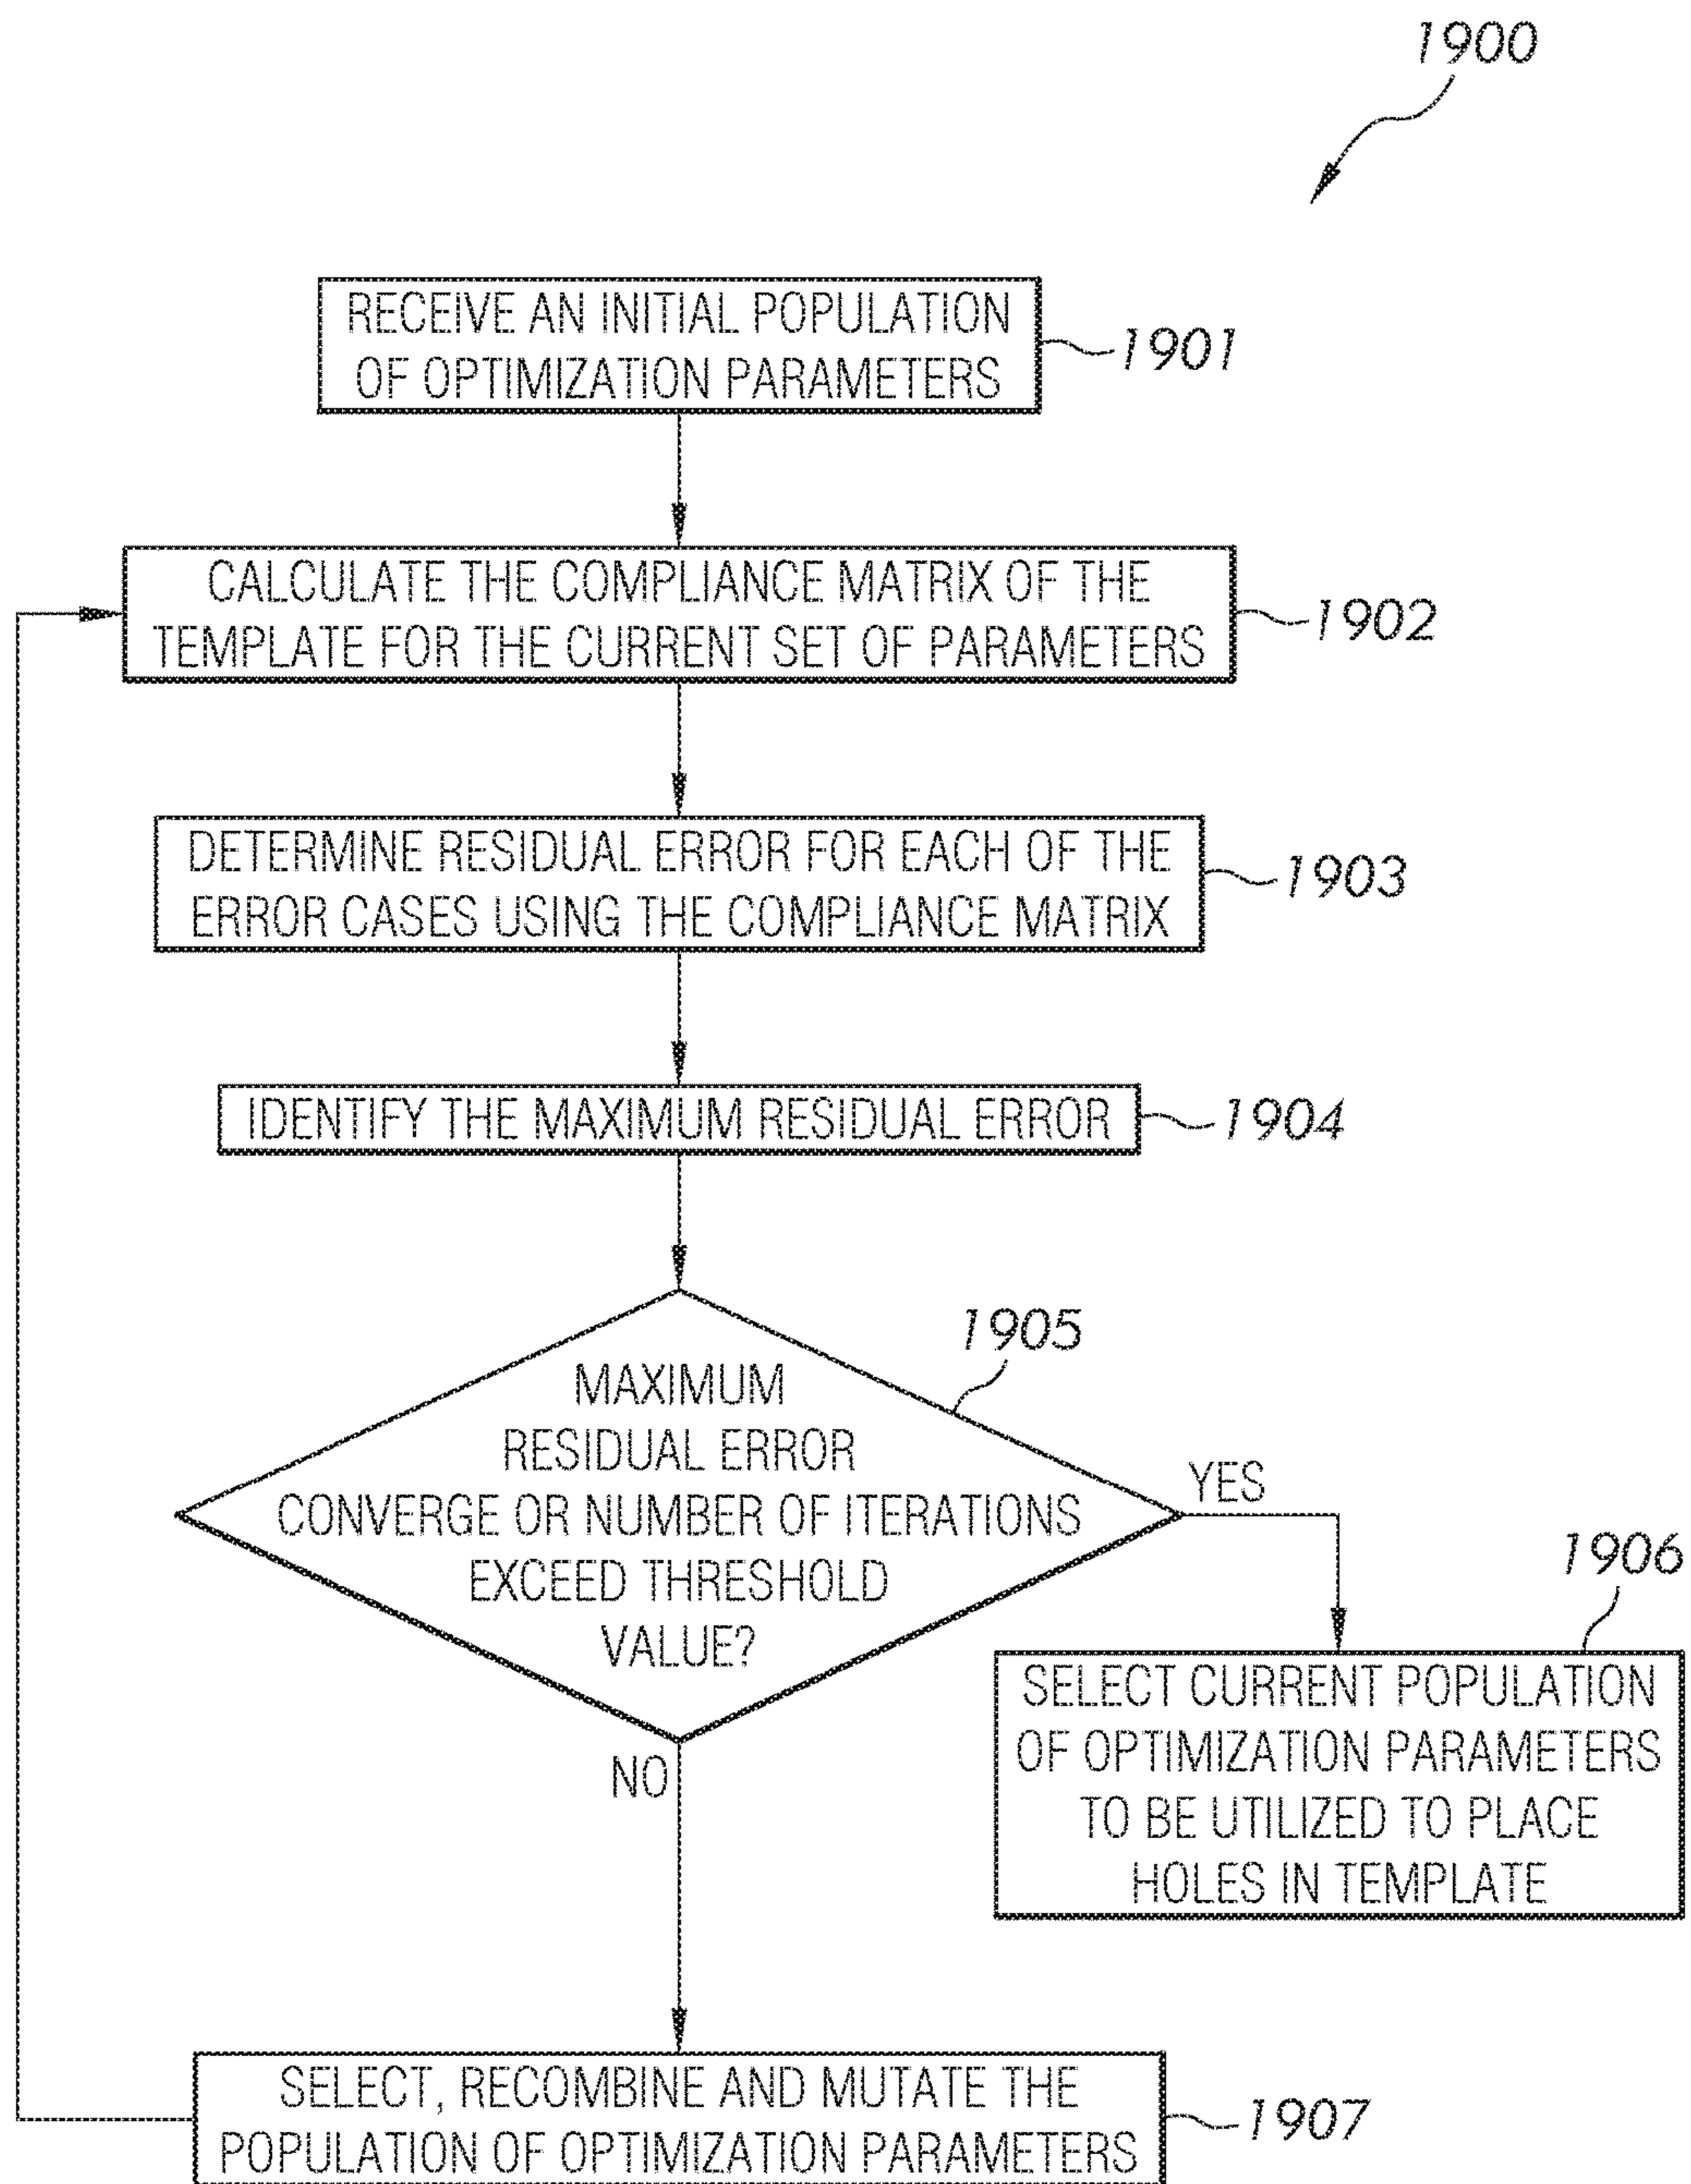 1900
RECEIVE AN INITIAL POPULATION
OF OPTIMIZATION PARAMETERS
1901
CALCULATE THE COMPLIANCE MATRIX OF THE
TEMPLATE FOR THE CURRENT SET OF PARAMETERS
1902
DETERMINE RESIDUAL ERROR FOR EACH OF THE
ERROR CASES USING THE COMPLIANCE MATRIX
1903
IDENTIFY THE MAXIMUM RESIDUAL ERROR
1904
1905
MAXIMUM
RESIDUAL ERROR
CONVERGE OR NUMBER OF ITERATIONS
EXCEED THRESHOLD
VALUE?
YES
1906
SELECT CURRENT POPULATION
OF OPTIMIZATION PARAMETERS
TO BE UTILIZED TO PLACE
HOLES IN TEMPLATE
NO
SELECT, RECOMBINE AND MUTATE THE
POPULATION OF OPTIMIZATION PARAMETERS
1907